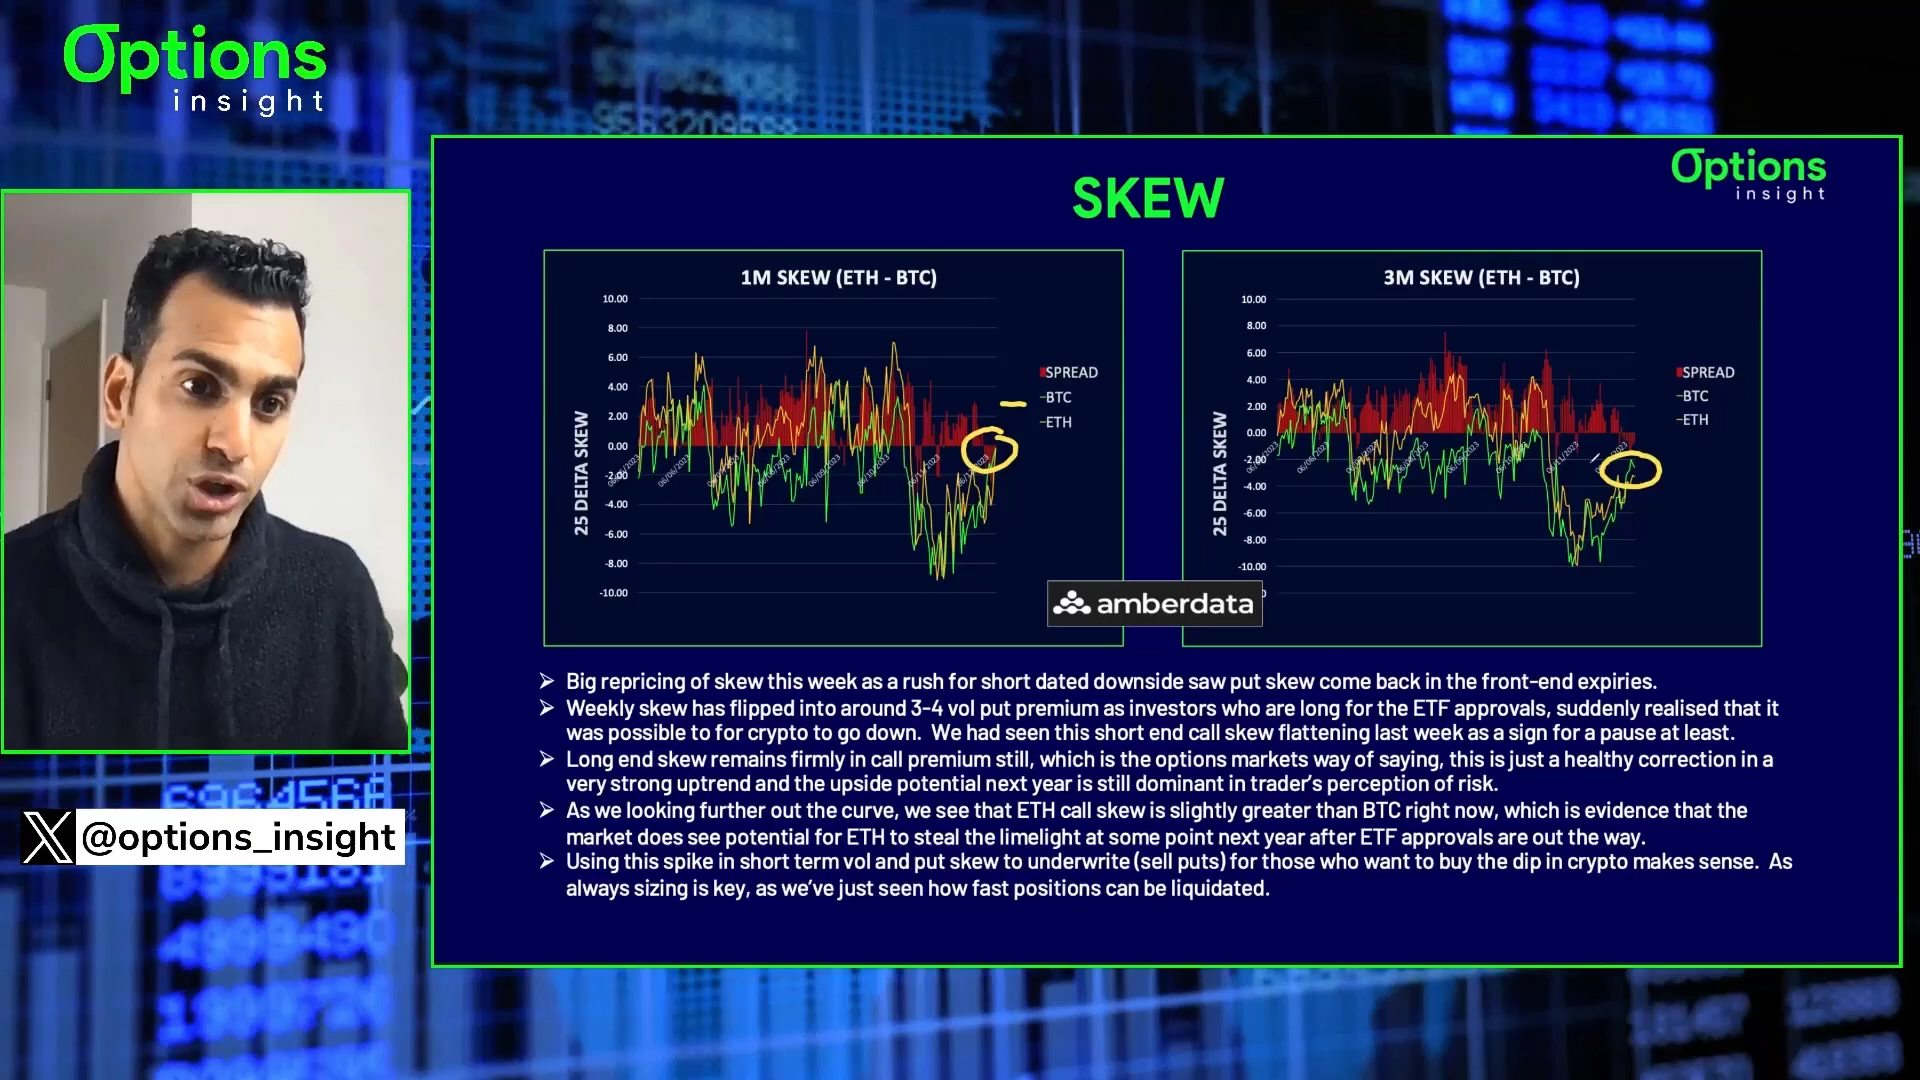 Options
insight
Options
insight
SKEW
1M SKEW (ETH - BTC)
10.00
8.00
6.00
4.00
2.00
0.00
-4.00
-6.00
-8.00
-10.00
25 DELTA SKEW
SPREAD
BTC
ETH
3M SKEW (ETH - BTC)
10.00
8.00
6.00
4.00
2.00
0.00
-2.00
-4.00
-6.00
-8.00
-10.00
25 DELTA SKEW
SPREAD
BTC
ETH
amberdata
➢ Big repricing of skew this week as a rush for short dated downside saw put skew come back in the front-end expiries.
➢ Weekly skew has flipped into around 3-4 vol put premium as investors who are long for the ETF approvals, suddenly realised that it
was possible to for crypto to go down. We had seen this short end call skew flattening last week as a sign for a pause at least.
➢ Long end skew remains firmly in call premium still, which is the options markets way of saying, this is just a healthy correction in a
very strong uptrend and the upside potential next year is still dominant in trader's perception of risk.
➢ As we looking further out the curve, we see that ETH call skew is slightly greater than BTC right now, which is evidence that the
market does see potential for ETH to steal the limelight at some point next year after ETF approvals are out the way.
➢ Using this spike in short term vol and put skew to underwrite (sell puts) for those who want to buy the dip in crypto makes sense. As
always sizing is key, as we've just seen how fast positions can be liquidated.
X @options_insight